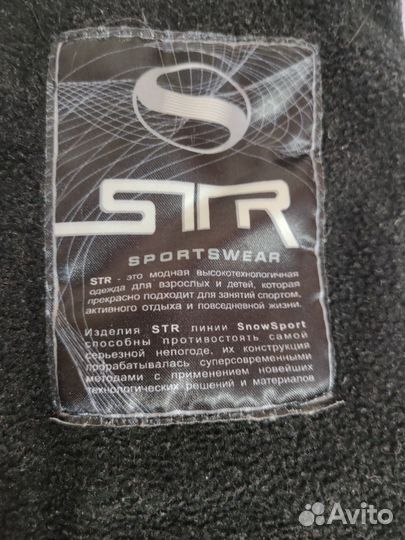 S
STR
SPORTSWEAR
STR - это модная высокотехнологичная
одежда для взрослых и детей, которая
прекрасно подходит для занятий спортом,
активного отдыха и повседневной жизни.
Изделия STR линии SnowSport
способны противостоять самой
серьезной непогоде, их конструкция
прорабатывалась суперсовременными
методами с применением новейших
технологических решений и материалов
Avito